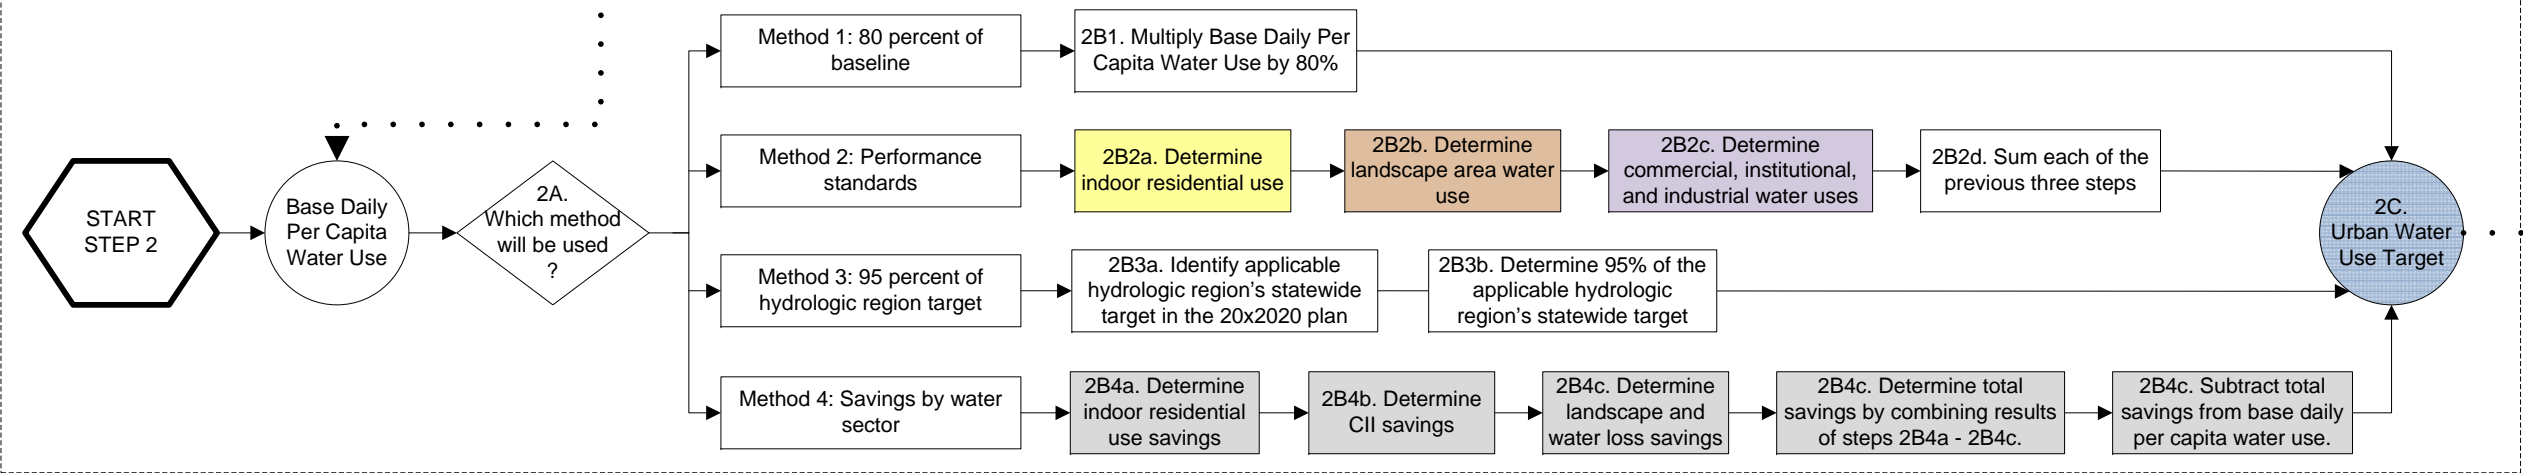 START
STEP 2
Base Daily
Per Capita
Water Use
2A.
Which method
will be used
?
Method 1: 80 percent of
baseline
2B1. Multiply Base Daily Per
Capita Water Use by 80%
Method 2: Performance
standards
2B2a. Determine
indoor residential use
2B2b. Determine
landscape area water
use
2B2c. Determine
commercial, institutional,
and industrial water uses
2B2d. Sum each of the
previous three steps
Method 3: 95 percent of
hydrologic region target
2B3a. Identify applicable
hydrologic region’s statewide
target in the 20x2020 plan
2B3b. Determine 95% of the
applicable hydrologic
region’s statewide target
Method 4: Savings by water
sector
2B4a. Determine
indoor residential
use savings
2B4b. Determine
CII savings
2B4c. Determine
landscape and
water loss savings
2B4c. Determine total
savings by combining results
of steps 2B4a - 2B4c.
2B4c. Subtract total
savings from base daily
per capita water use.
2C.
Urban Water
Use Target